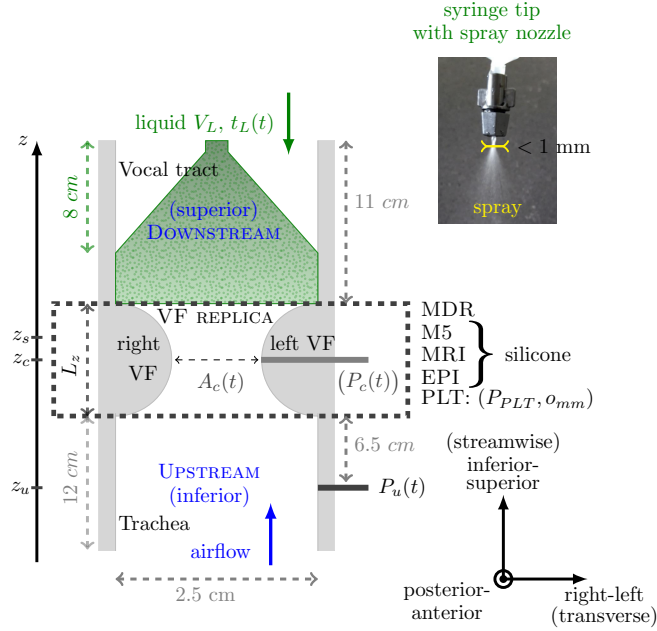 syringe tip
with spray nozzle
liquid V_L, t_L(t)
z
< 1 mm
Vocal tract
8 cm
11 cm
(superior)
DOWNSTREAM
spray
VF REPLICA
MDR
z_s
right
left VF
M5
MRI
silicone
z_c
L_z
VF
A_c(t)
(P_c(t))
EPI
PLT: (P_PLT, o_mm)
12 cm
6.5 cm
(streamwise)
inferior-
superior
UPSTREAM
(inferior)
z_u
P_u(t)
Trachea
airflow
2.5 cm
posterior-
anterior
right-left
(transverse)